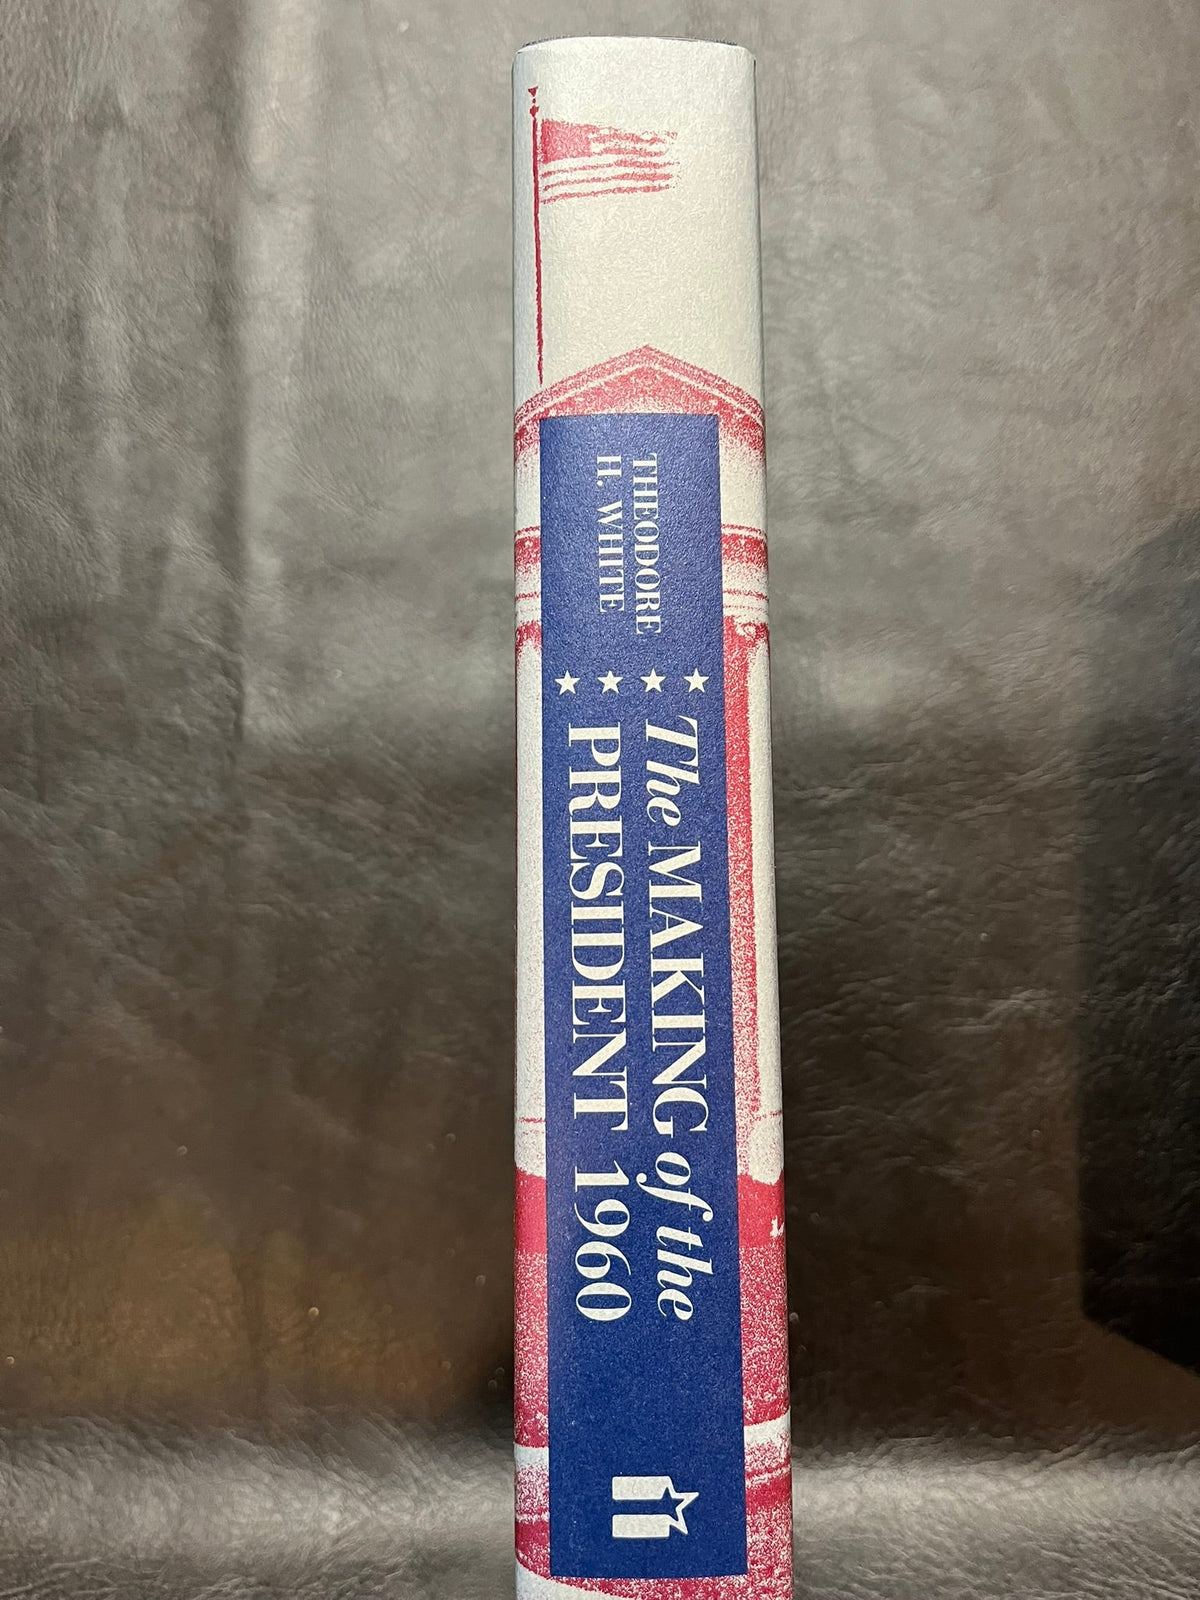 THEODORE
H. WHITE
The MAKING of the
PRESIDENT 1960